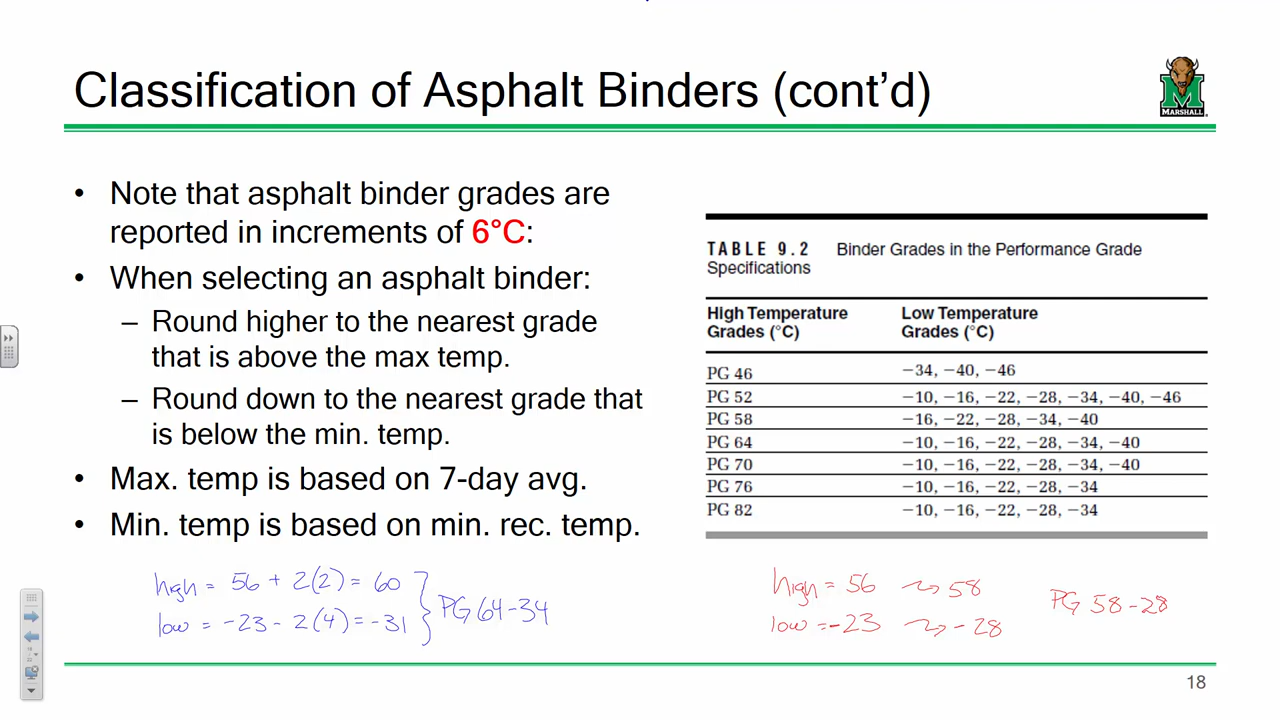 Classification of Asphalt Binders (cont'd)
MARSHALL
• Note that asphalt binder grades are
reported in increments of 6°C:
• When selecting an asphalt binder:
– Round higher to the nearest grade
that is above the max temp.
– Round down to the nearest grade that
is below the min. temp.
• Max. temp is based on 7-day avg.
• Min. temp is based on min. rec. temp.
TABLE 9.2 Binder Grades in the Performance Grade
Specifications
High Temperature Low Temperature
Grades (°C) Grades (°C)
PG 46 −34, −40, −46
PG 52 −10, −16, −22, −28, −34, −40, −46
PG 58 −16, −22, −28, −34, −40
PG 64 −10, −16, −22, −28, −34, −40
PG 70 −10, −16, −22, −28, −34, −40
PG 76 −10, −16, −22, −28, −34
PG 82 −10, −16, −22, −28, −34
high = 56 + 2(2) = 60
low = -23 - 2(4) = -31
PG 64-34
high = 56 58
low = -23 -28
PG 58-28
18